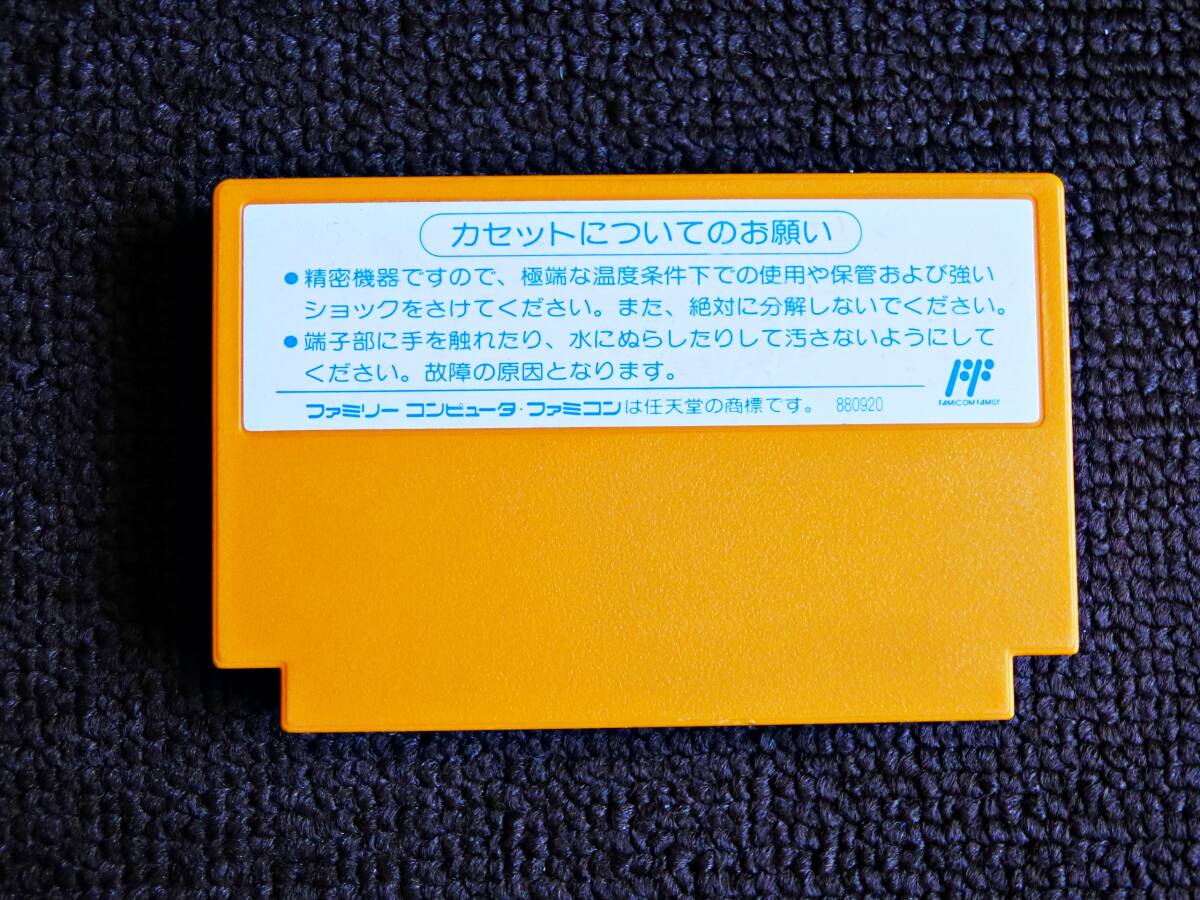 カセットについてのお願い
●精密機器ですので、極端な温度条件下での使用や保管および強い
ショックをさけてください。また、絶対に分解しないでください。
●端子部に手を触れたり、水にぬらしたりして汚さないようにして
ください。故障の原因となります。
FAMICOM FAMILY
ファミリーコンピュータ・ファミコンは任天堂の商標です。 880920